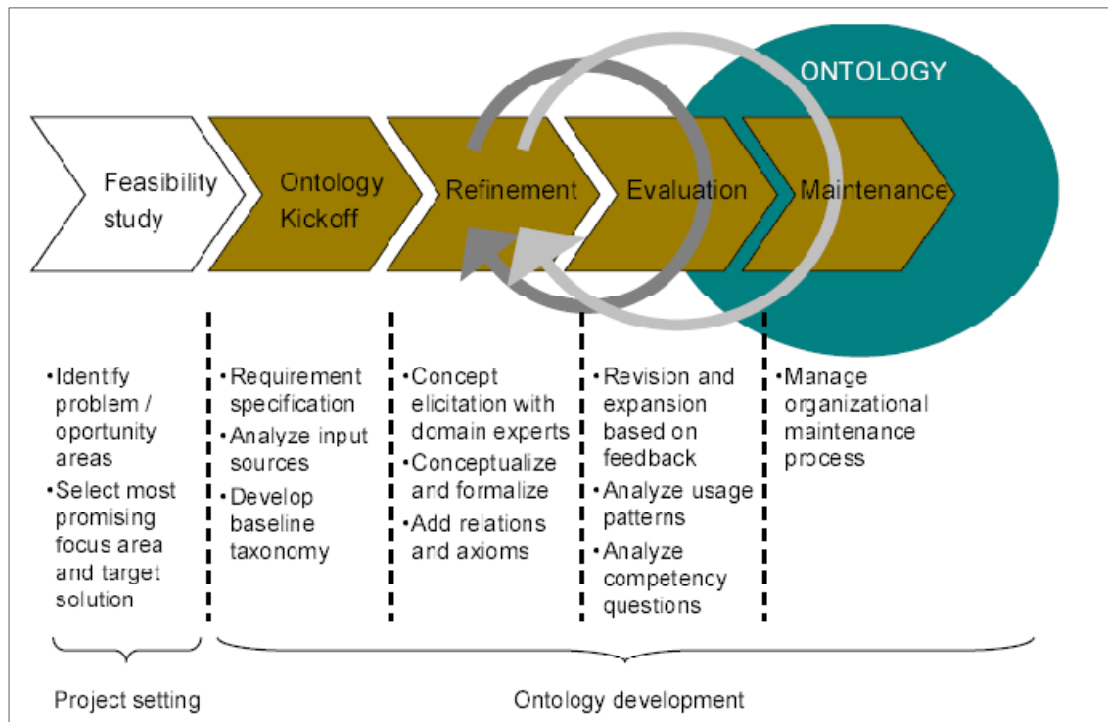 ONTOLOGY
Feasibility
study
Ontology
Kickoff
Refinement
Evaluation
Maintenance
•Identify
problem /
oportunity
areas
•Select most
promising
focus area
and target
solution
•Requirement
specification
•Analyze input
sources
•Develop
baseline
taxonomy
•Concept
elicitation with
domain experts
•Conceptualize
and formalize
•Add relations
and axioms
•Revision and
expansion
based on
feedback
•Analyze usage
patterns
•Analyze
competency
questions
•Manage
organizational
maintenance
process
Project setting
Ontology development